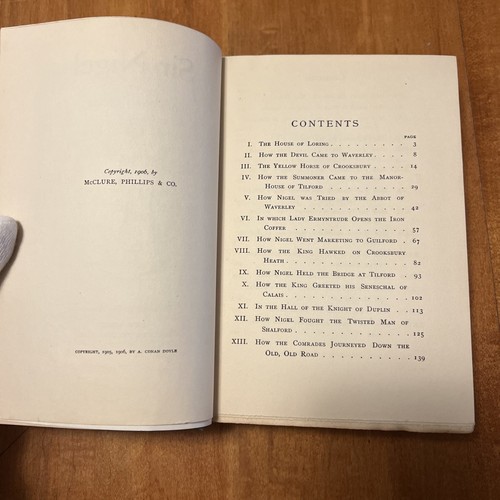 Copyright, 1906, by
McCLURE, PHILLIPS & CO.
COPYRIGHT, 1905, 1906, BY A. CONAN DOYLE
CONTENTS
PAGE
I. The House of Loring . . . . . . . . . 3
II. How the Devil Came to Waverley . . . . 8
III. The Yellow Horse of Crooksbury . . . . 14
IV. How the Summoner Came to the Manor-
House of Tilford . . . . . . . . . 29
V. How Nigel was Tried by the Abbot of
Waverley . . . . . . . . . . . 42
VI. In which Lady Ermyntrude Opens the Iron
Coffer . . . . . . . . . . . . 57
VII. How Nigel Went Marketing to Guilford . 67
VIII. How the King Hawked on Crooksbury
Heath . . . . . . . . . . . . 82
IX. How Nigel Held the Bridge at Tilford . 93
X. How the King Greeted his Seneschal of
Calais . . . . . . . . . . . . 102
XI. In the Hall of the Knight of Duplin . . 113
XII. How Nigel Fought the Twisted Man of
Shalford . . . . . . . . . . . 125
XIII. How the Comrades Journeyed Down the
Old, Old Road . . . . . . . . . 139